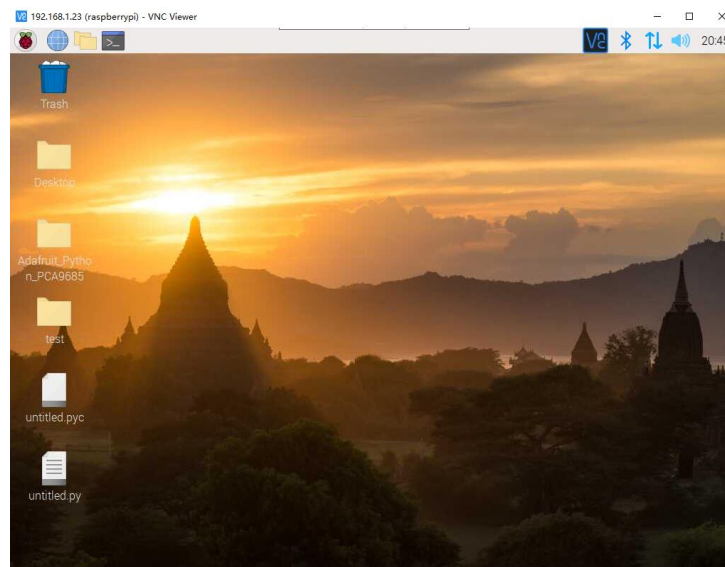 192.168.1.23 (raspberrypi) - VNC Viewer
20:45
Trash
Desktop
Adafruit_Pytho
n_PCA9685
test
untitled.pyc
untitled.py